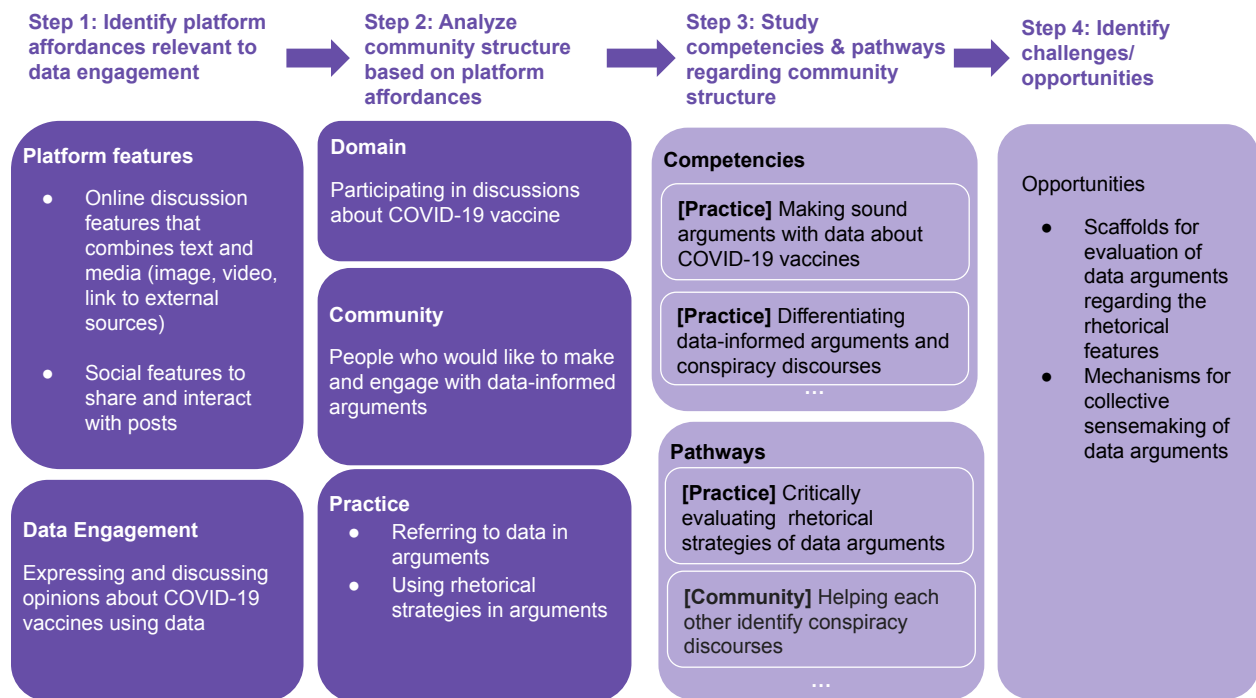 Step 1: Identify platform
affordances relevant to
data engagement
Step 2: Analyze
community structure
based on platform
affordances
Step 3: Study
competencies & pathways
regarding community
structure
Step 4: Identify
challenges/
opportunities
Platform features
● Online discussion
features that
combines text and
media (image, video,
link to external
sources)
● Social features to
share and interact
with posts
Data Engagement
Expressing and discussing
opinions about COVID-19
vaccines using data
Domain
Participating in discussions
about COVID-19 vaccine
Community
People who would like to make
and engage with data-informed
arguments
Practice
● Referring to data in
arguments
● Using rhetorical
strategies in arguments
Competencies
[Practice] Making sound
arguments with data about
COVID-19 vaccines
[Practice] Differentiating
data-informed arguments and
conspiracy discourses
...
Pathways
[Practice] Critically
evaluating rhetorical
strategies of data arguments
[Community] Helping each
other identify conspiracy
discourses
...
Opportunities
● Scaffolds for
evaluation of
data arguments
regarding the
rhetorical
features
● Mechanisms for
collective
sensemaking of
data arguments